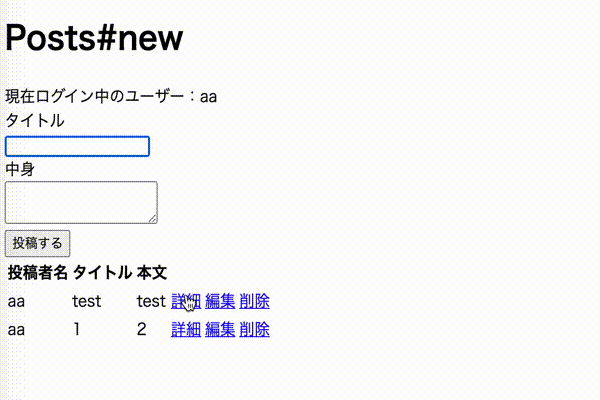 Posts#new
現在ログイン中のユーザー：aa
タイトル
中身
投稿する
投稿者名 タイトル 本文
aa test test 詳細 編集 削除
aa 1 2 詳細 編集 削除